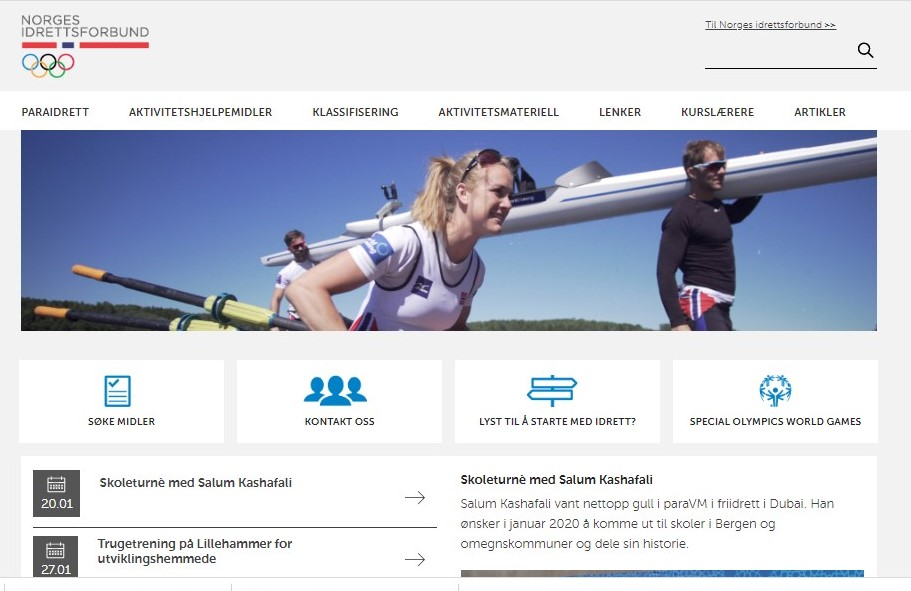 NORGES
IDRETTSFORBUND
Til Norges idrettsforbund >>
PARAIDRETT AKTIVITETSHJELPEMIDLER KLASSIFISERING AKTIVITETSMATERIELL LENKER KURSLÆRERE ARTIKLER
SØKE MIDLER
KONTAKT OSS
LYST TIL Å STARTE MED IDRETT?
SPECIAL OLYMPICS WORLD GAMES
20.01
Skoleturnè med Salum Kashafali
27.01
Trugetrening på Lillehammer for
utviklingshemmede
Skoleturnè med Salum Kashafali
Salum Kashafali vant nettopp gull i paraVM i friidrett i Dubai. Han
ønsker i januar 2020 å komme ut til skoler i Bergen og
omegnskommuner og dele sin historie.